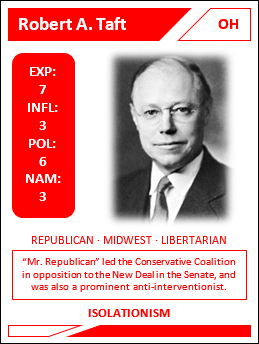 Robert A. Taft OH
EXP:
7
INFL:
3
POL:
6
NAM:
3
REPUBLICAN · MIDWEST · LIBERTARIAN
“Mr. Republican” led the Conservative Coalition
in opposition to the New Deal in the Senate, and
was also a prominent anti-interventionist.
ISOLATIONISM